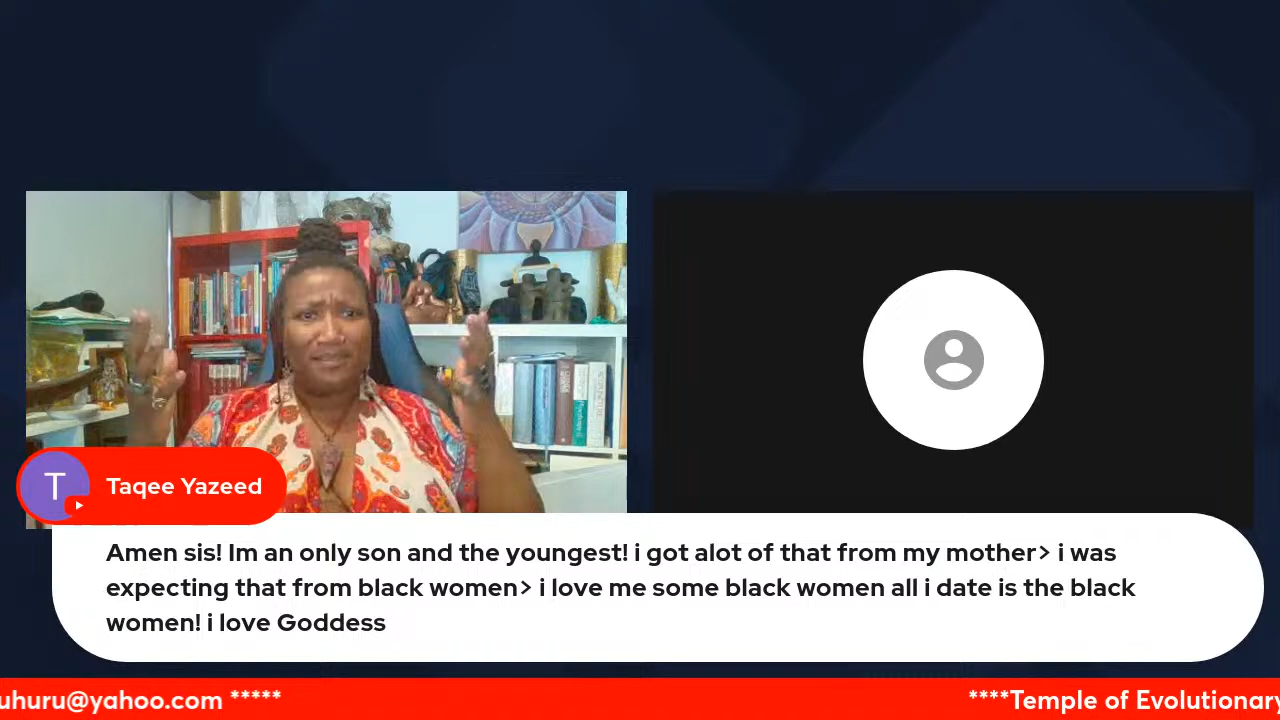 T
Taqee Yazeed
Amen sis! Im an only son and the youngest! i got alot of that from my mother> i was
expecting that from black women> i love me some black women all i date is the black
women! i love Goddess
uhuru@yahoo.com ***** ****Temple of Evolutionary